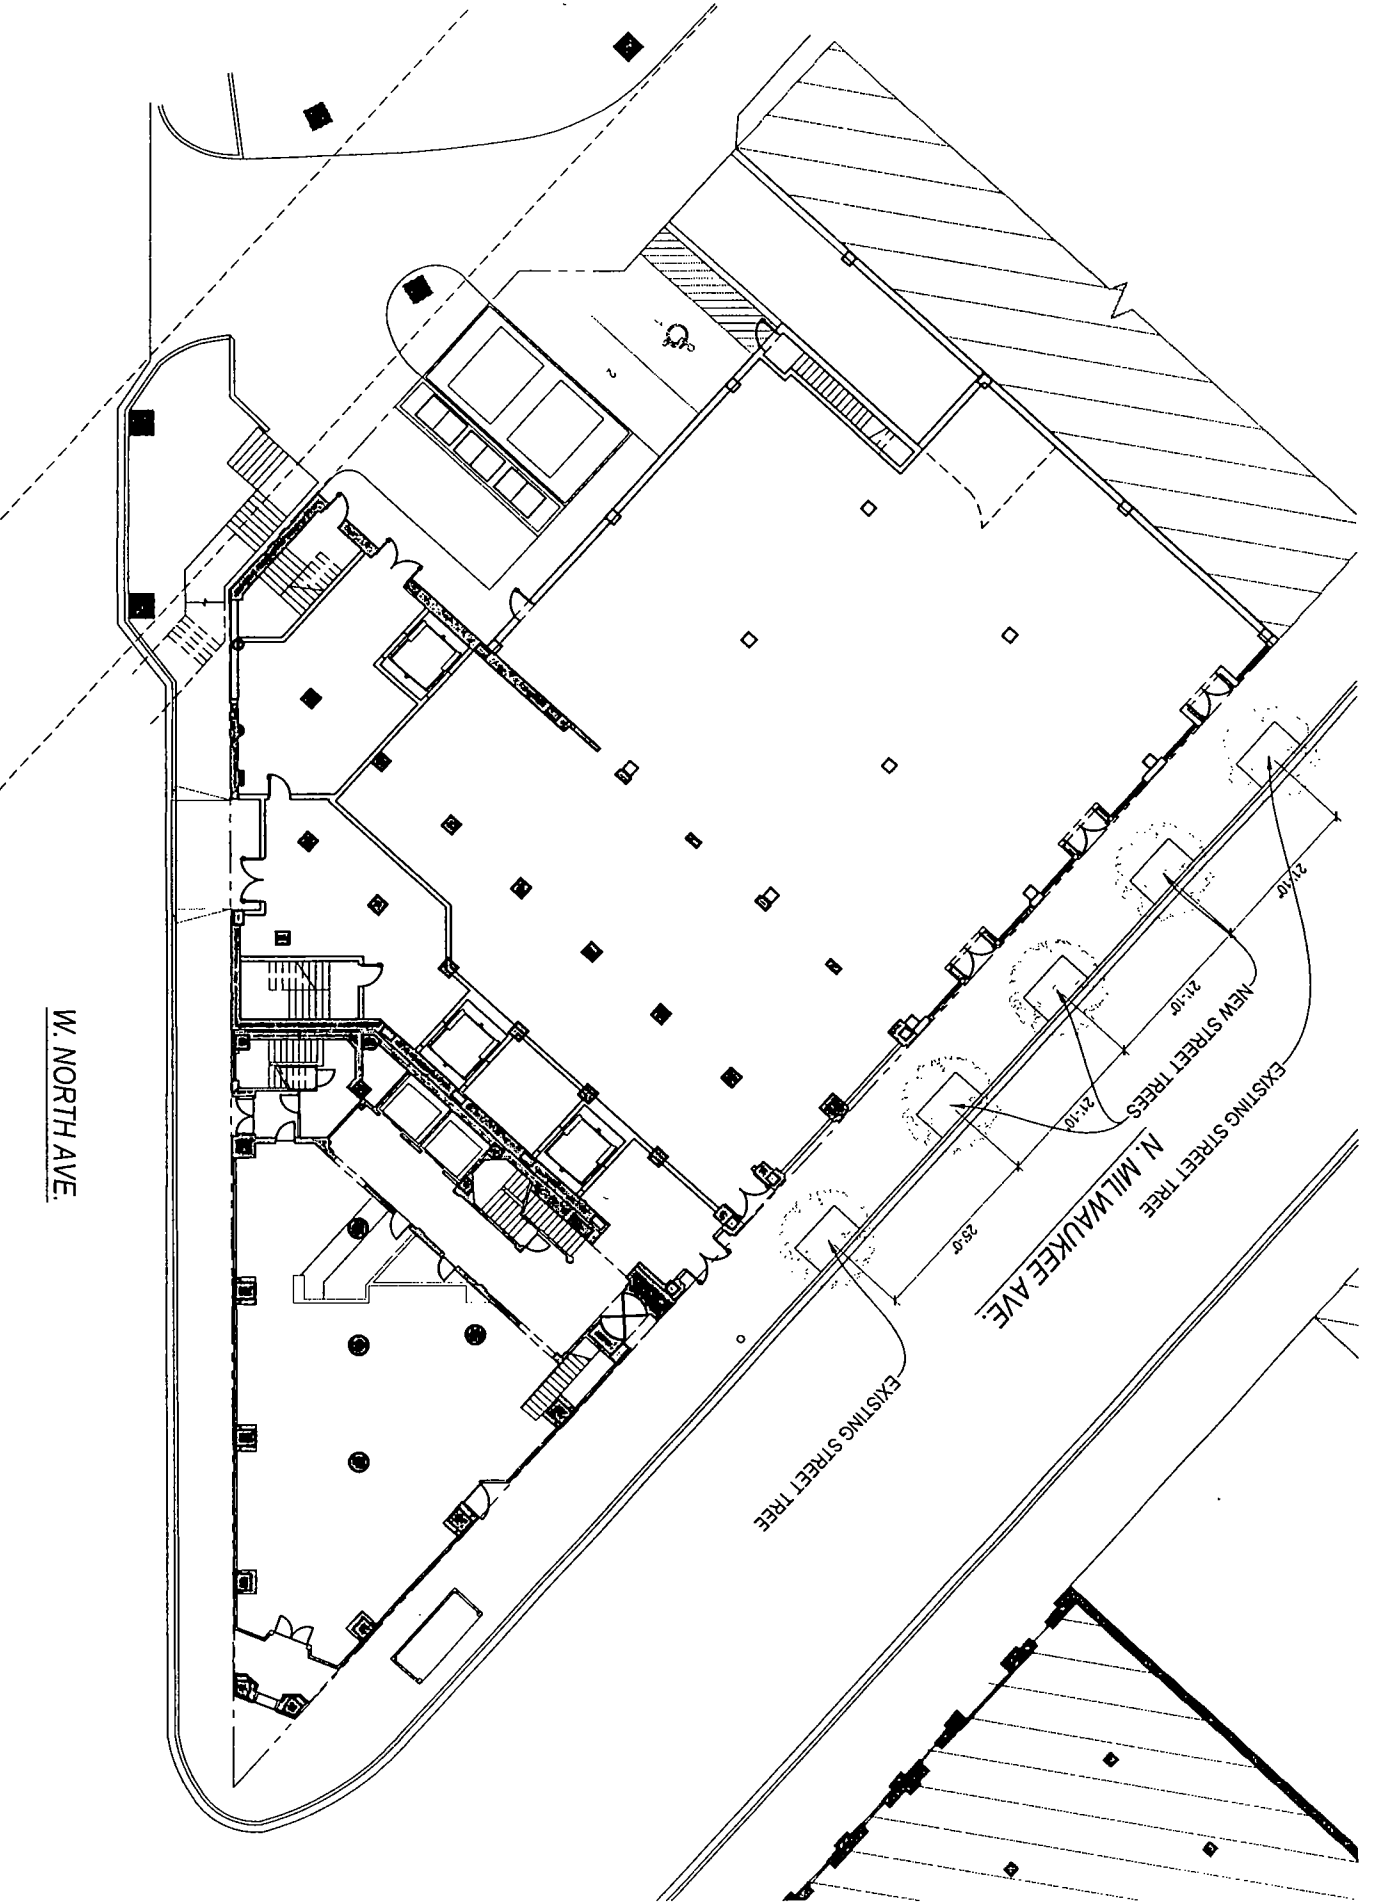 21'-10"
21'-10"
21'-10"
25'-0"
NEW STREET TREES
EXISTING STREET TREE
N. MILWAUKEE AVE.
EXISTING STREET TREE
W. NORTH AVE.
2